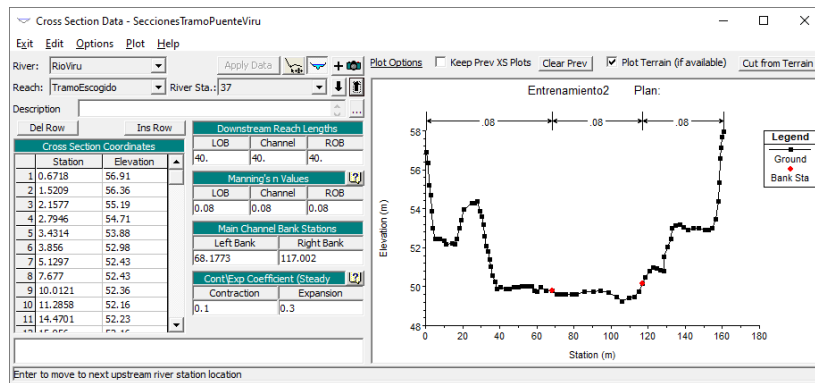 Cross Section Data - SeccionesTramoPuenteViru
Exit Edit Options Plot Help
River: RioViru Apply Data Plot Options Keep Prev XS Plots Clear Prev Plot Terrain (if available) Cut from Terrain
Reach: TramoEscogido River Sta.: 37
Description ...
Del Row Ins Row
Cross Section Coordinates
Station Elevation
1 0.6718 56.91
2 1.5209 56.36
3 2.1577 55.19
4 2.7946 54.71
5 3.4314 53.88
6 3.856 52.98
7 5.1297 52.43
8 7.677 52.43
9 10.0121 52.36
10 11.2858 52.16
11 14.4701 52.23
Downstream Reach Lengths
LOB Channel ROB
40. 40. 40.
Manning's n Values
LOB Channel ROB
0.08 0.08 0.08
Main Channel Bank Stations
Left Bank Right Bank
68.1773 117.002
Cont\Exp Coefficient (Steady
Contraction Expansion
0.1 0.3
Entrenamiento2 Plan:
.08 .08 .08
58
56
54
52
50
48
Elevation (m)
0 20 40 60 80 100 120 140 160 180
Station (m)
Legend
Ground
Bank Sta
Enter to move to next upstream river station location